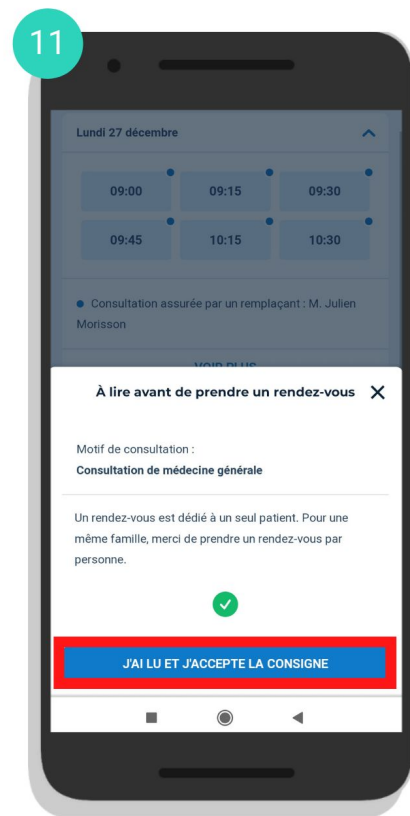 11
Lundi 27 décembre
09:00 09:15 09:30
09:45 10:15 10:30
Consultation assurée par un remplaçant : M. Julien
Morisson
VOIR PLUS
À lire avant de prendre un rendez-vous
Motif de consultation :
Consultation de médecine générale
Un rendez-vous est dédié à un seul patient. Pour une
même famille, merci de prendre un rendez-vous par
personne.
J'AI LU ET J'ACCEPTE LA CONSIGNE